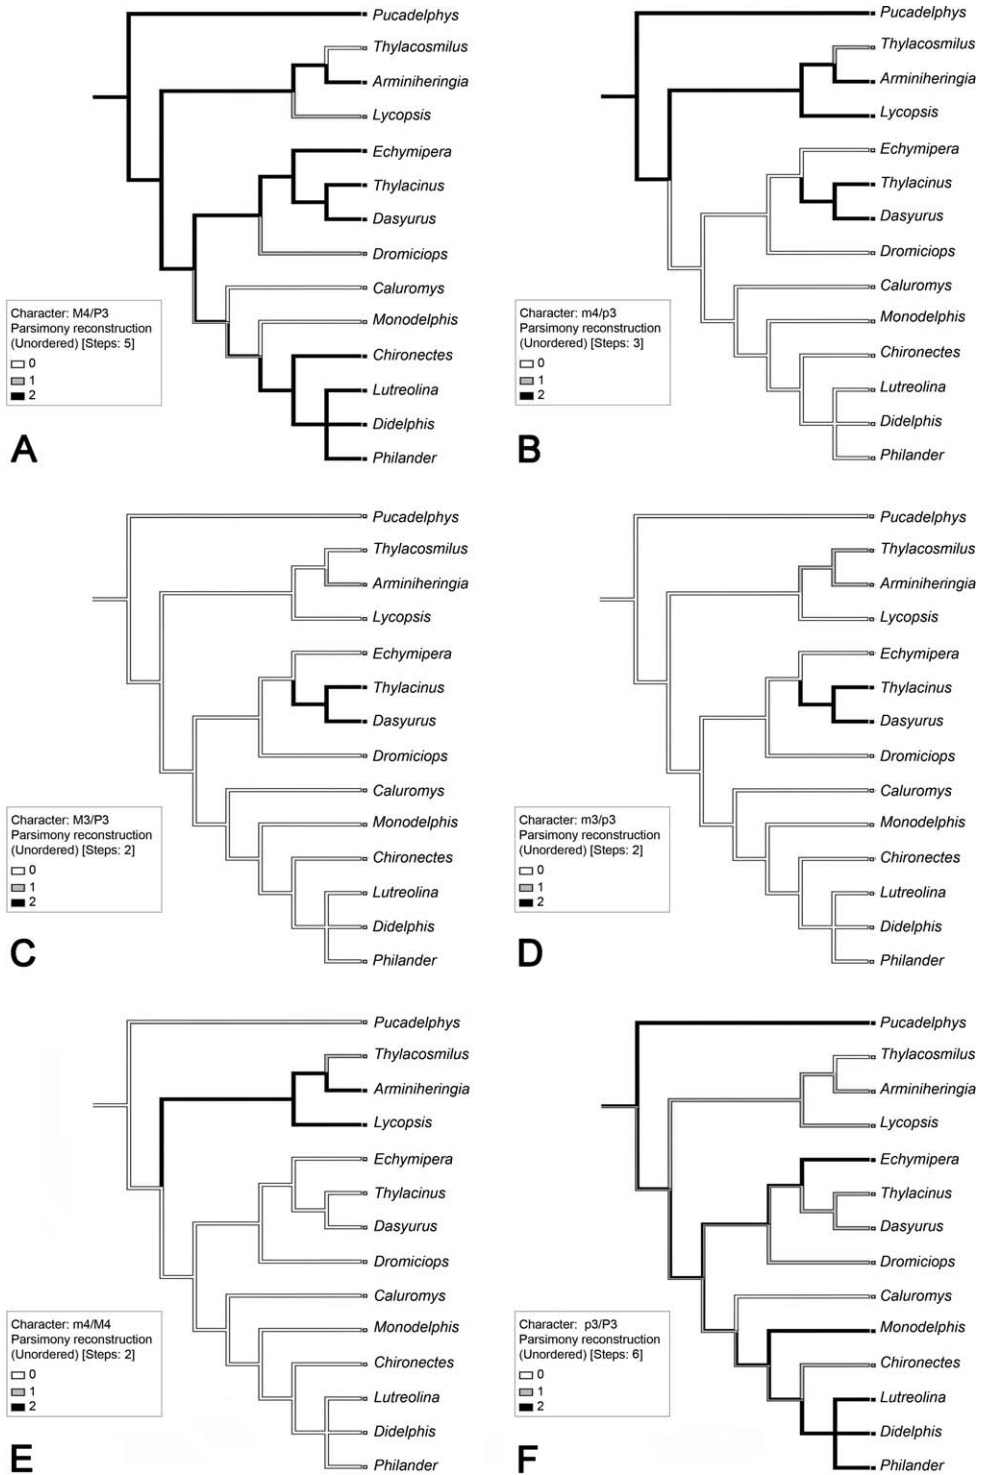 Pucadelphys
Thylacosmilus
Arminiheringia
Lycopsis
Echymipera
Thylacinus
Dasyurus
Dromiciops
Caluromys
Monodelphis
Chironectes
Lutreolina
Didelphis
Philander
Character: M4/P3
Parsimony reconstruction
(Unordered) [Steps: 5]
0
1
2
A
Pucadelphys
Thylacosmilus
Arminiheringia
Lycopsis
Echymipera
Thylacinus
Dasyurus
Dromiciops
Caluromys
Monodelphis
Chironectes
Lutreolina
Didelphis
Philander
Character: m4/p3
Parsimony reconstruction
(Unordered) [Steps: 3]
0
1
2
B
Pucadelphys
Thylacosmilus
Arminiheringia
Lycopsis
Echymipera
Thylacinus
Dasyurus
Dromiciops
Caluromys
Monodelphis
Chironectes
Lutreolina
Didelphis
Philander
Character: M3/P3
Parsimony reconstruction
(Unordered) [Steps: 2]
0
1
2
C
Pucadelphys
Thylacosmilus
Arminiheringia
Lycopsis
Echymipera
Thylacinus
Dasyurus
Dromiciops
Caluromys
Monodelphis
Chironectes
Lutreolina
Didelphis
Philander
Character: m3/p3
Parsimony reconstruction
(Unordered) [Steps: 2]
0
1
2
D
Pucadelphys
Thylacosmilus
Arminiheringia
Lycopsis
Echymipera
Thylacinus
Dasyurus
Dromiciops
Caluromys
Monodelphis
Chironectes
Lutreolina
Didelphis
Philander
Character: m4/M4
Parsimony reconstruction
(Unordered) [Steps: 2]
0
1
2
E
Pucadelphys
Thylacosmilus
Arminiheringia
Lycopsis
Echymipera
Thylacinus
Dasyurus
Dromiciops
Caluromys
Monodelphis
Chironectes
Lutreolina
Didelphis
Philander
Character: p3/P3
Parsimony reconstruction
(Unordered) [Steps: 6]
0
1
2
F